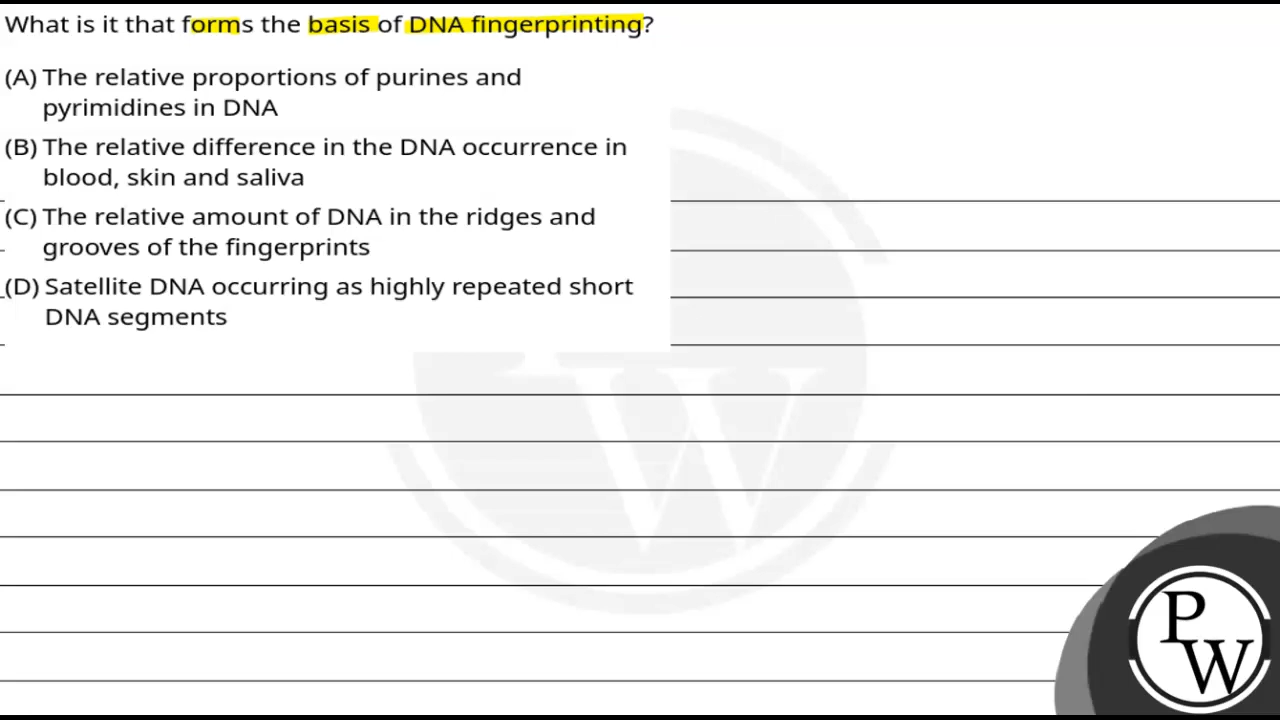 What is it that forms the basis of DNA fingerprinting?
(A) The relative proportions of purines and
pyrimidines in DNA
(B) The relative difference in the DNA occurrence in
blood, skin and saliva
(C) The relative amount of DNA in the ridges and
grooves of the fingerprints
(D) Satellite DNA occurring as highly repeated short
DNA segments
W
P
W